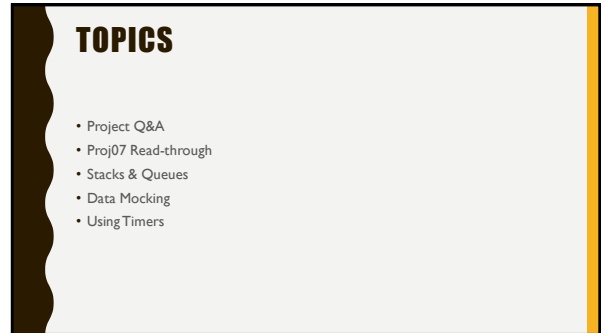 TOPICS
• Project Q&A
• Proj07 Read-through
• Stacks & Queues
• Data Mocking
• Using Timers